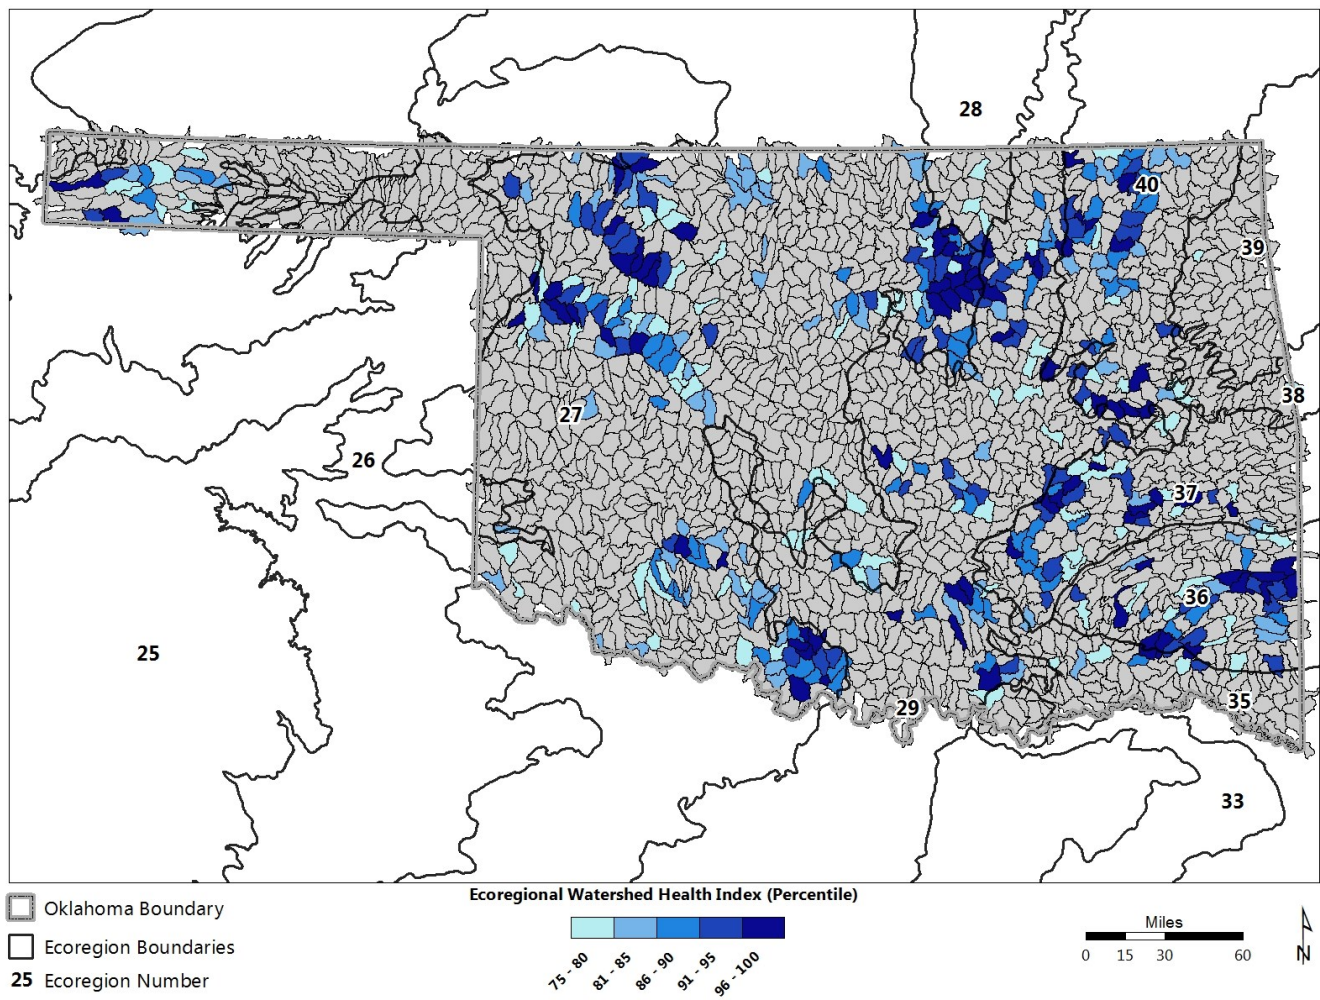 28
40
39
38
27
26
37
36
25
35
29
33
Ecoregional Watershed Health Index (Percentile)
Oklahoma Boundary
Ecoregion Boundaries
25 Ecoregion Number
75 - 80
81 - 85
86 - 90
91 - 95
96 - 100
Miles
0 15 30 60
N